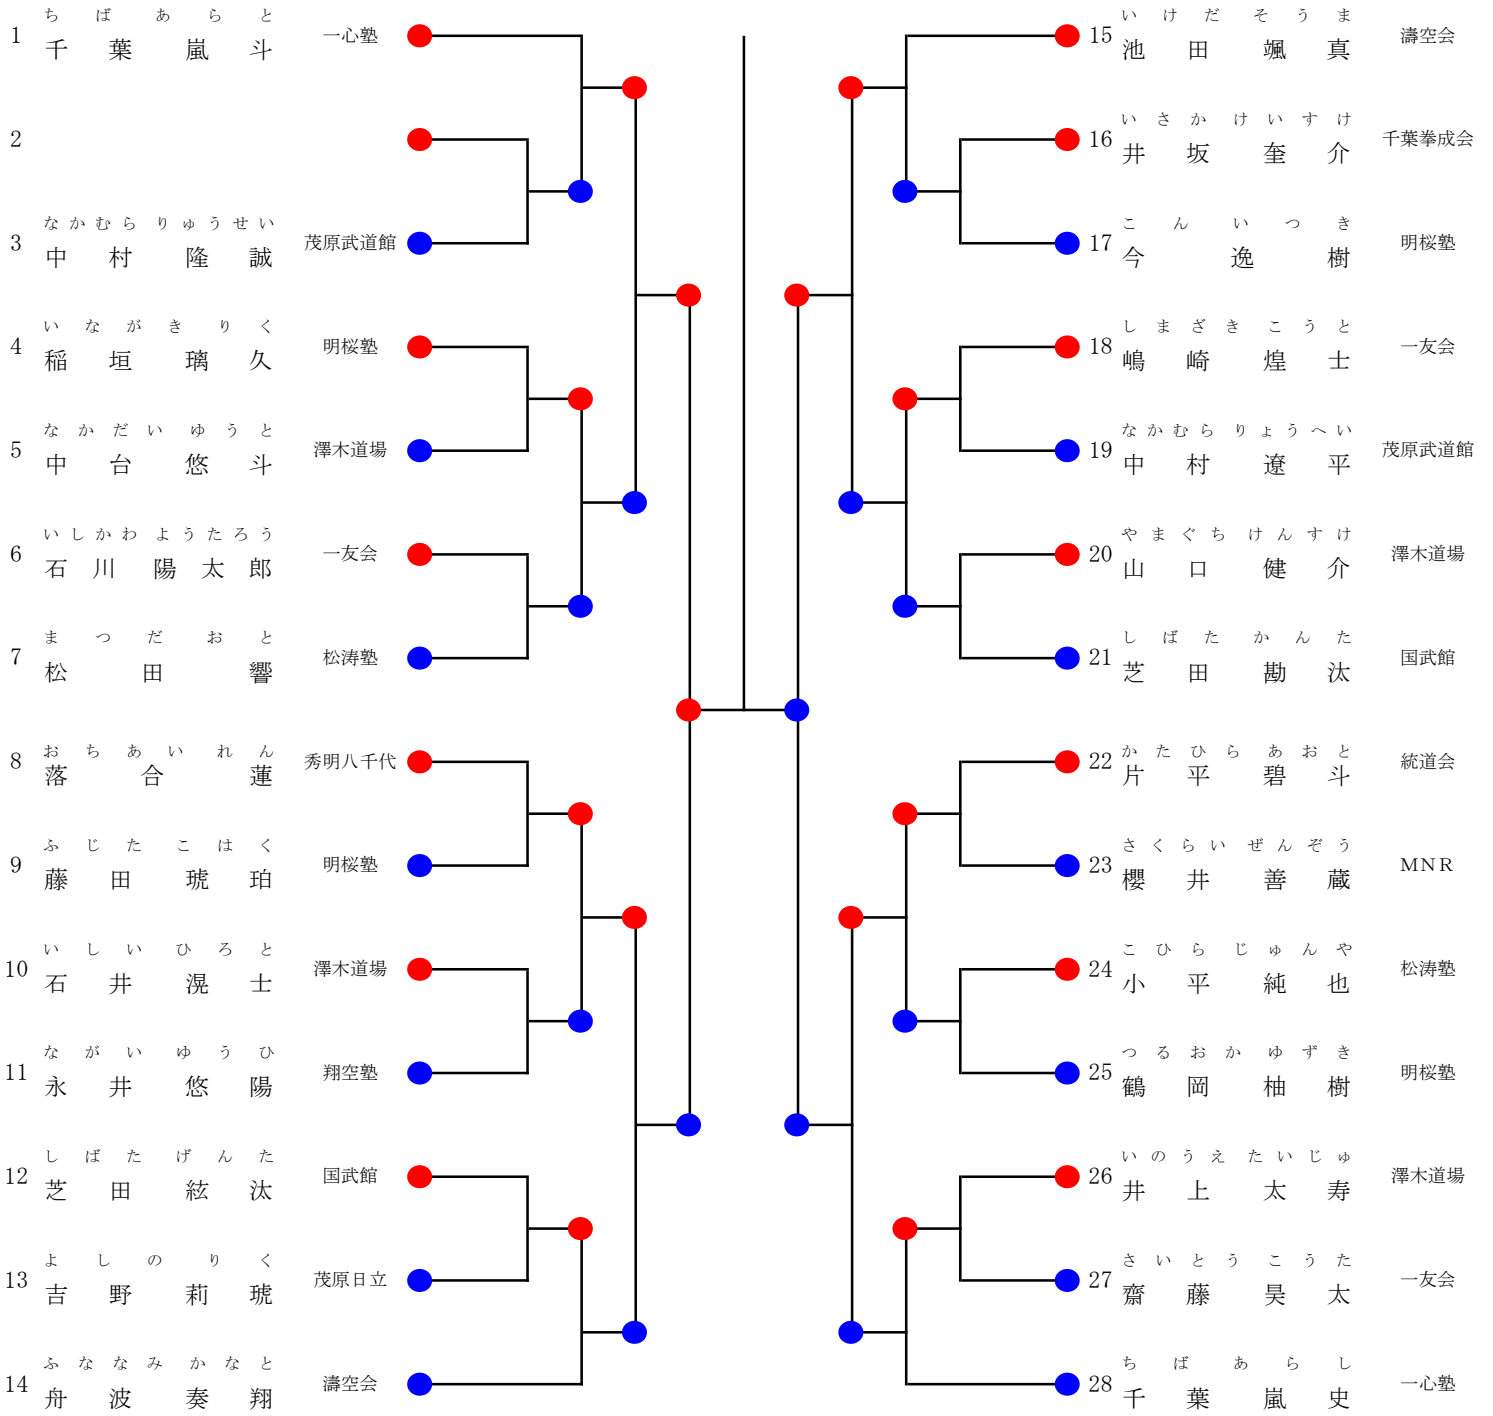 ちば あらと
1 千葉 嵐斗 一心塾
2
なかむら りゅうせい
3 中村 隆誠 茂原武道館
いながき りく
4 稲垣 璃久 明桜塾
なかだい ゆうと
5 中台 悠斗 澤木道場
いしかわ ようたろう
6 石川 陽太郎 一友会
まつだ おと
7 松田 響 松涛塾
おちあい れん
8 落合 蓮 秀明八千代
ふじた こはく
9 藤田 琥珀 明桜塾
いしい ひろと
10 石井 滉士 澤木道場
ながい ゆうひ
11 永井 悠陽 翔空塾
しばた げんた
12 芝田 絃汰 国武館
よしの りく
13 吉野 莉琥 茂原日立
ふななみ かなと
14 舟波 奏翔 濤空会
いけだ そうま
15 池田 颯真 濤空会
いさか けいすけ
16 井坂 奎介 千葉拳成会
こん いつき
17 今 逸樹 明桜塾
しまざき こうと
18 嶋崎 煌士 一友会
なかむら りょうへい
19 中村 遼平 茂原武道館
やまぐち けんすけ
20 山口 健介 澤木道場
しばた かんた
21 芝田 勘汰 国武館
かたひら あおと
22 片平 碧斗 統道会
さくらい ぜんぞう
23 櫻井 善蔵 MNR
こひら じゅんや
24 小平 純也 松涛塾
つるおか ゆずき
25 鶴岡 柚樹 明桜塾
いのうえ たいじゅ
26 井上 太寿 澤木道場
さいとう こうた
27 齋藤 昊太 一友会
ちば あらし
28 千葉 嵐史 一心塾